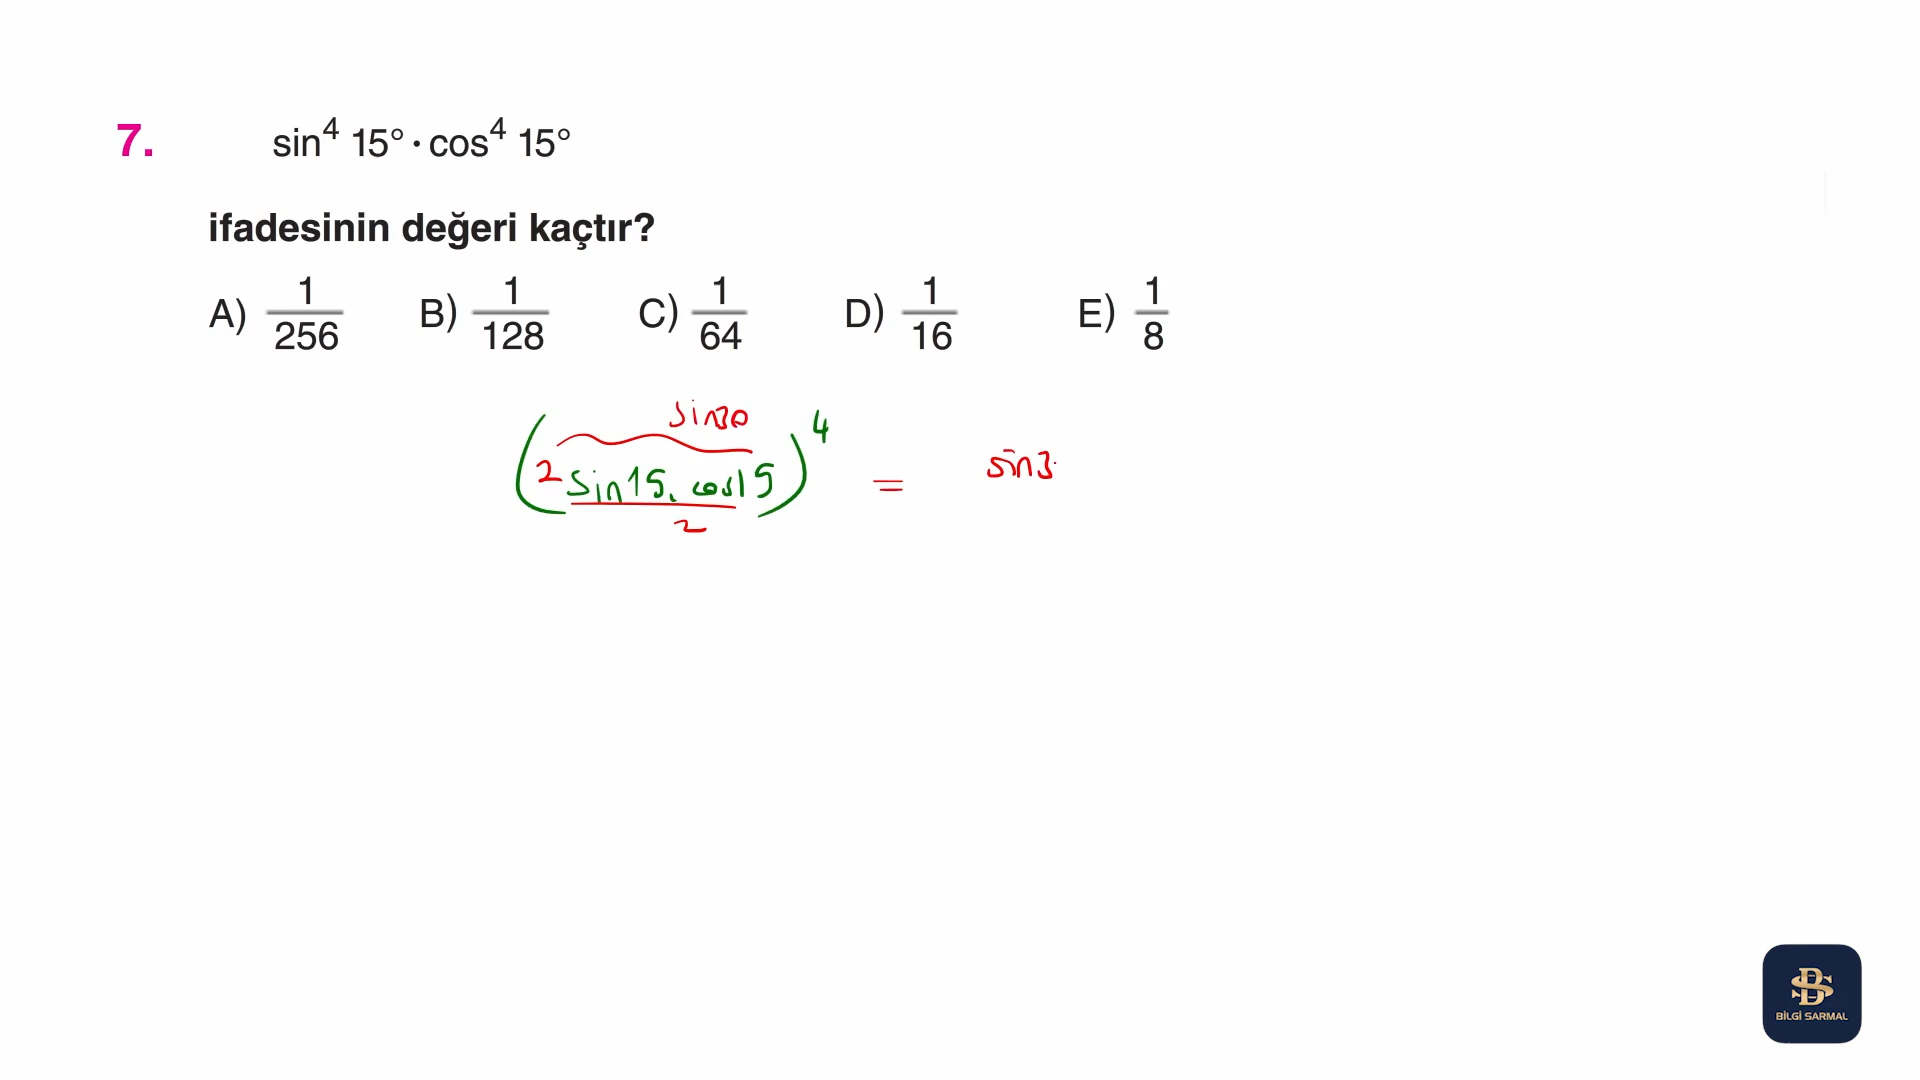 7. sin⁴ 15° · cos⁴ 15°
ifadesinin değeri kaçtır?
A) 1/256 B) 1/128 C) 1/64 D) 1/16 E) 1/8
sin30
(2 sin15. cos15 / 2)⁴ = sin3
BİLGİ SARMAL